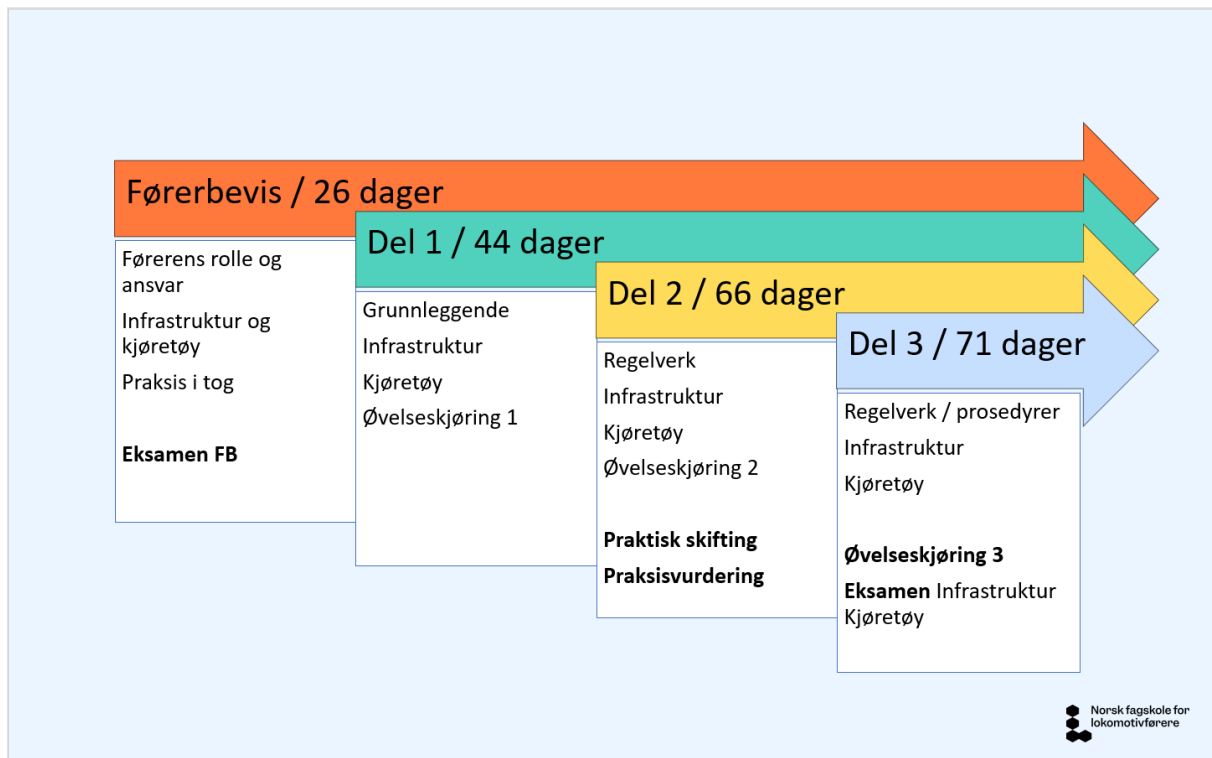 Førerbevis / 26 dager
Førerens rolle og
ansvar
Infrastruktur og
kjøretøy
Praksis i tog
Eksamen FB
Del 1 / 44 dager
Grunnleggende
Infrastruktur
Kjøretøy
Øvelseskjøring 1
Del 2 / 66 dager
Regelverk
Infrastruktur
Kjøretøy
Øvelseskjøring 2
Praktisk skifting
Praksisvurdering
Del 3 / 71 dager
Regelverk / prosedyrer
Infrastruktur
Kjøretøy
Øvelseskjøring 3
Eksamen Infrastruktur
Kjøretøy
Norsk fagskole for
lokomotivførere